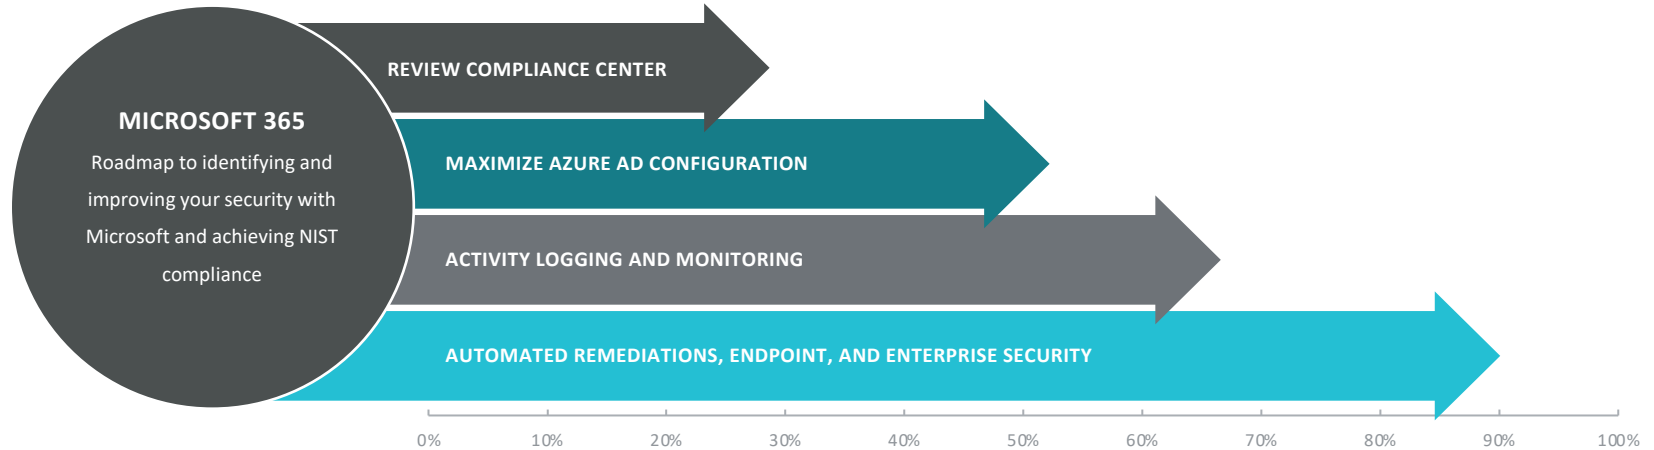 MICROSOFT 365
Roadmap to identifying and
improving your security with
Microsoft and achieving NIST
compliance
REVIEW COMPLIANCE CENTER
MAXIMIZE AZURE AD CONFIGURATION
ACTIVITY LOGGING AND MONITORING
AUTOMATED REMEDIATIONS, ENDPOINT, AND ENTERPRISE SECURITY
0% 10% 20% 30% 40% 50% 60% 70% 80% 90% 100%